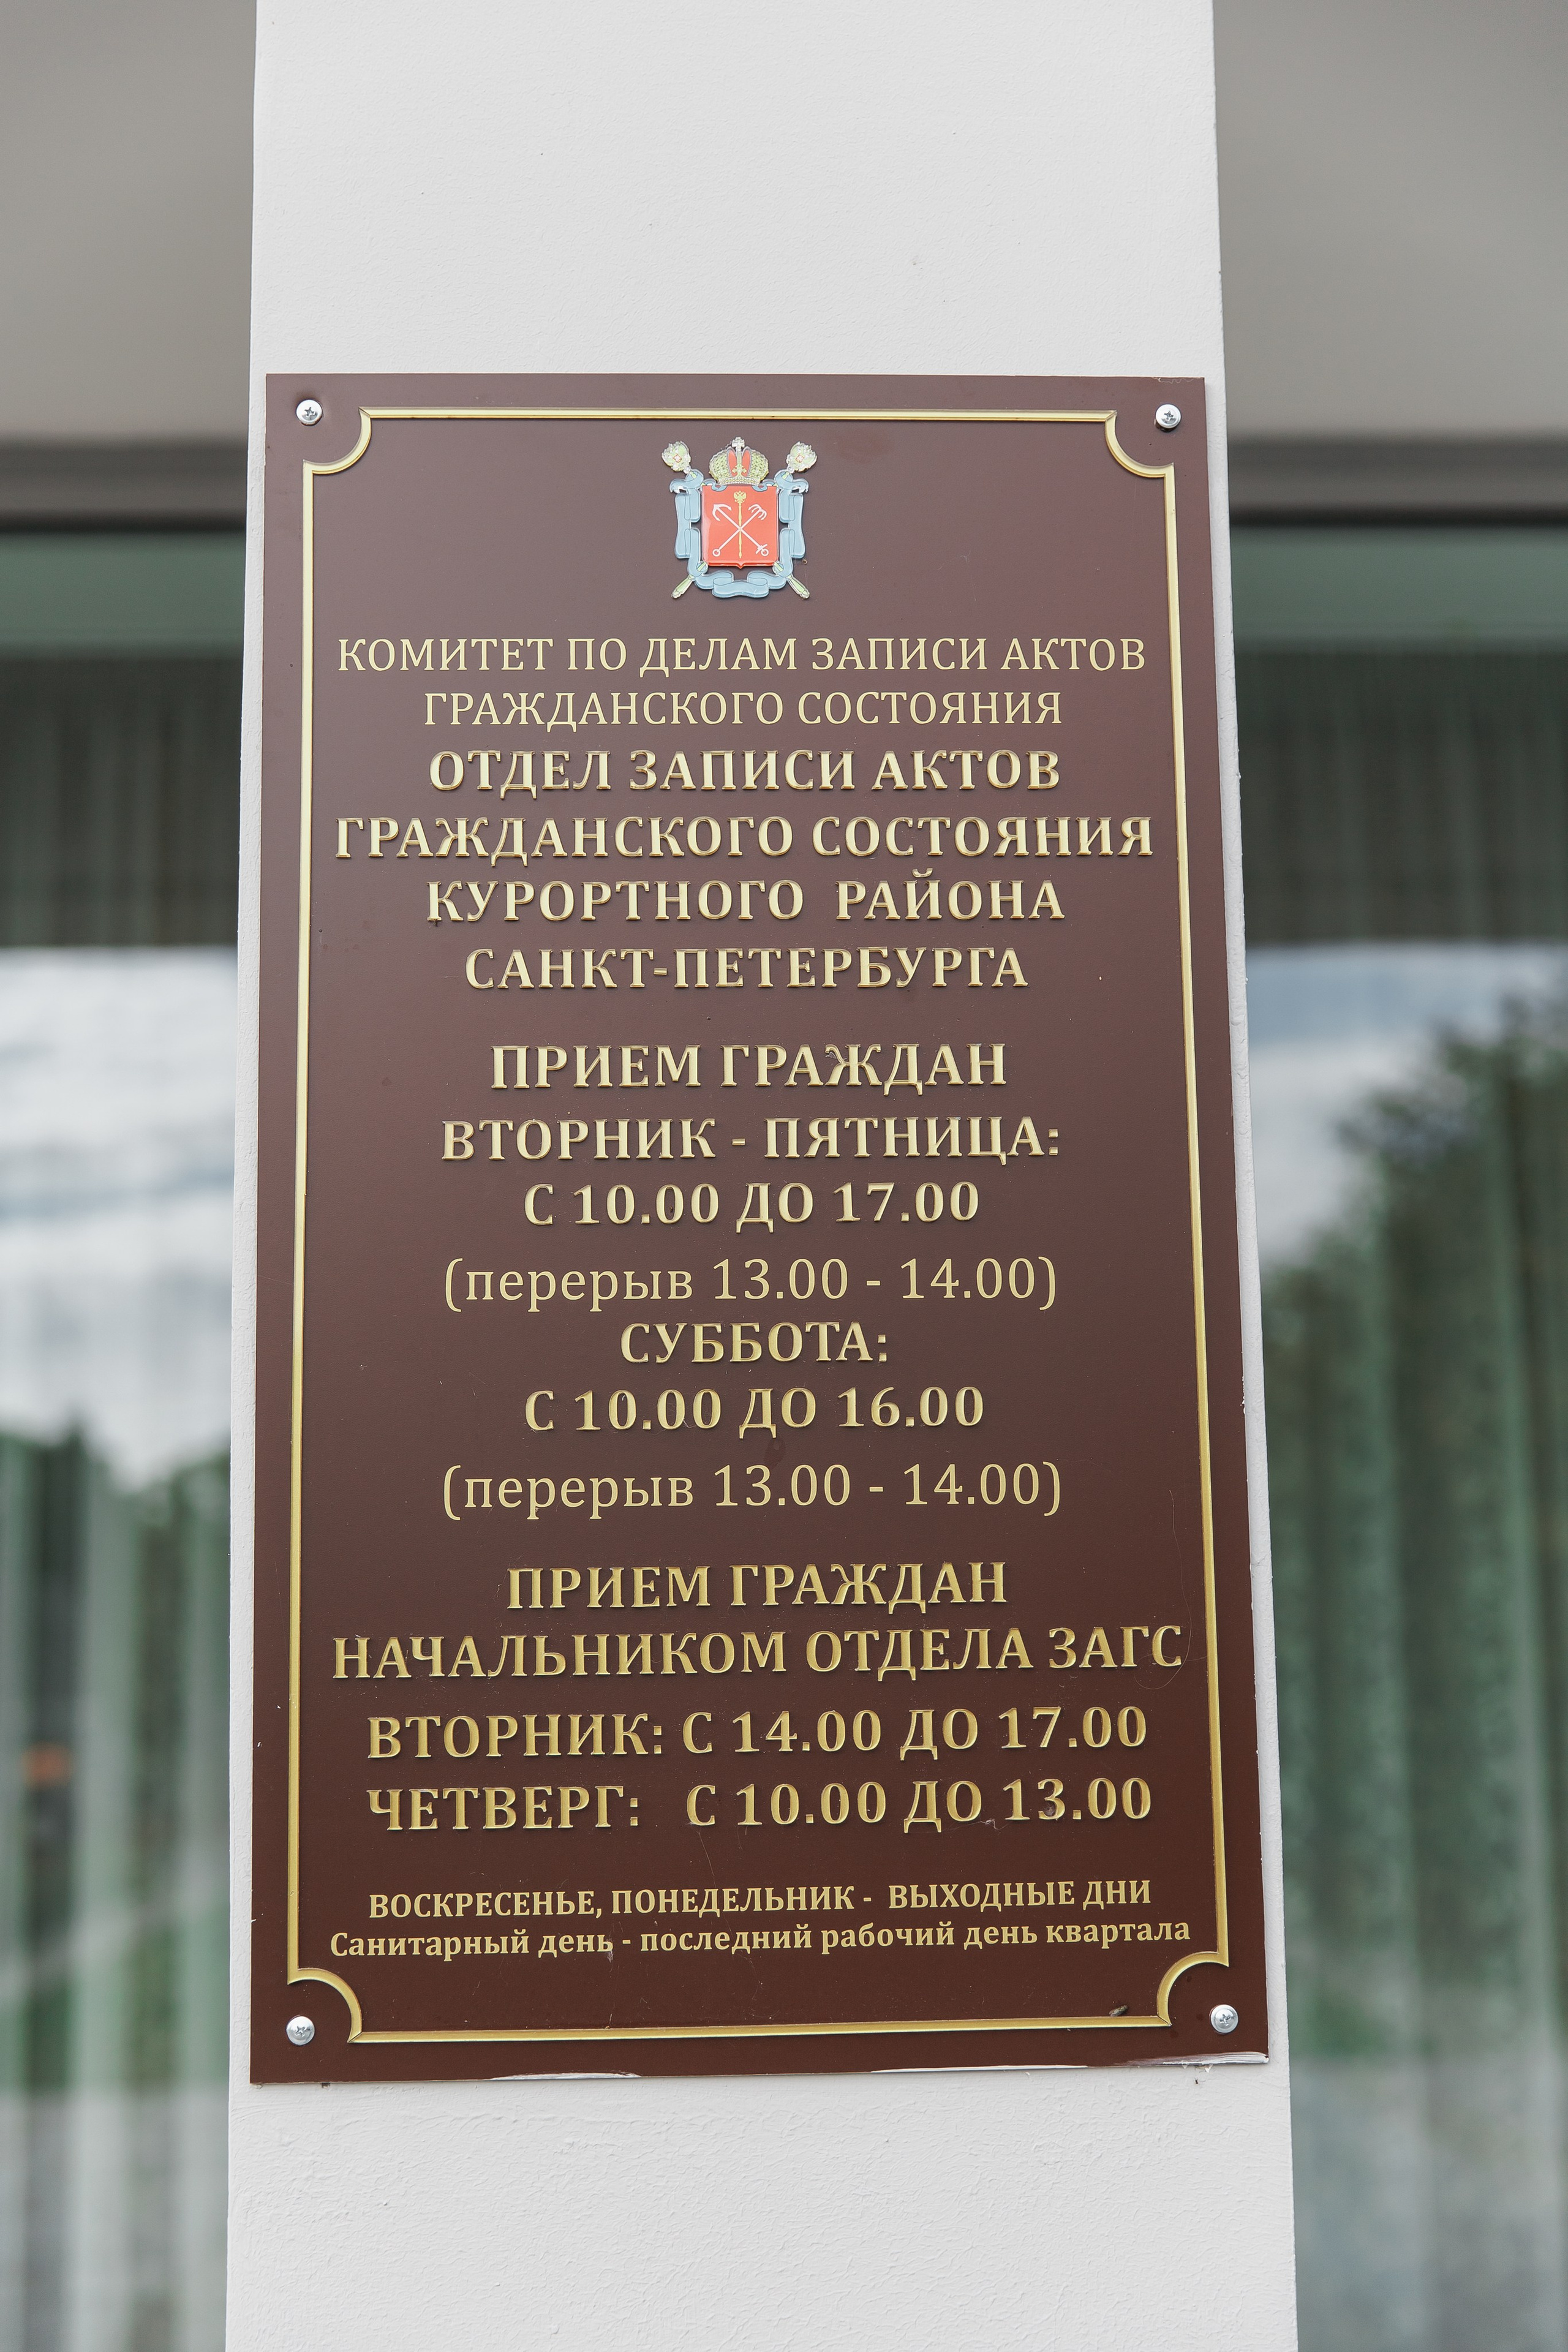 КОМИТЕТ ПО ДЕЛАМ ЗАПИСИ АКТОВ
ГРАЖДАНСКОГО СОСТОЯНИЯ
ОТДЕЛ ЗАПИСИ АКТОВ
ГРАЖДАНСКОГО СОСТОЯНИЯ
КУРОРТНОГО РАЙОНА
САНКТ-ПЕТЕРБУРГА
ПРИЕМ ГРАЖДАН
ВТОРНИК - ПЯТНИЦА:
С 10.00 ДО 17.00
(перерыв 13.00 - 14.00)
СУББОТА:
С 10.00 ДО 16.00
(перерыв 13.00 - 14.00)
ПРИЕМ ГРАЖДАН
НАЧАЛЬНИКОМ ОТДЕЛА ЗАГС
ВТОРНИК: С 14.00 ДО 17.00
ЧЕТВЕРГ: С 10.00 ДО 13.00
ВОСКРЕСЕНЬЕ, ПОНЕДЕЛЬНИК - ВЫХОДНЫЕ ДНИ
Санитарный день - последний рабочий день квартала